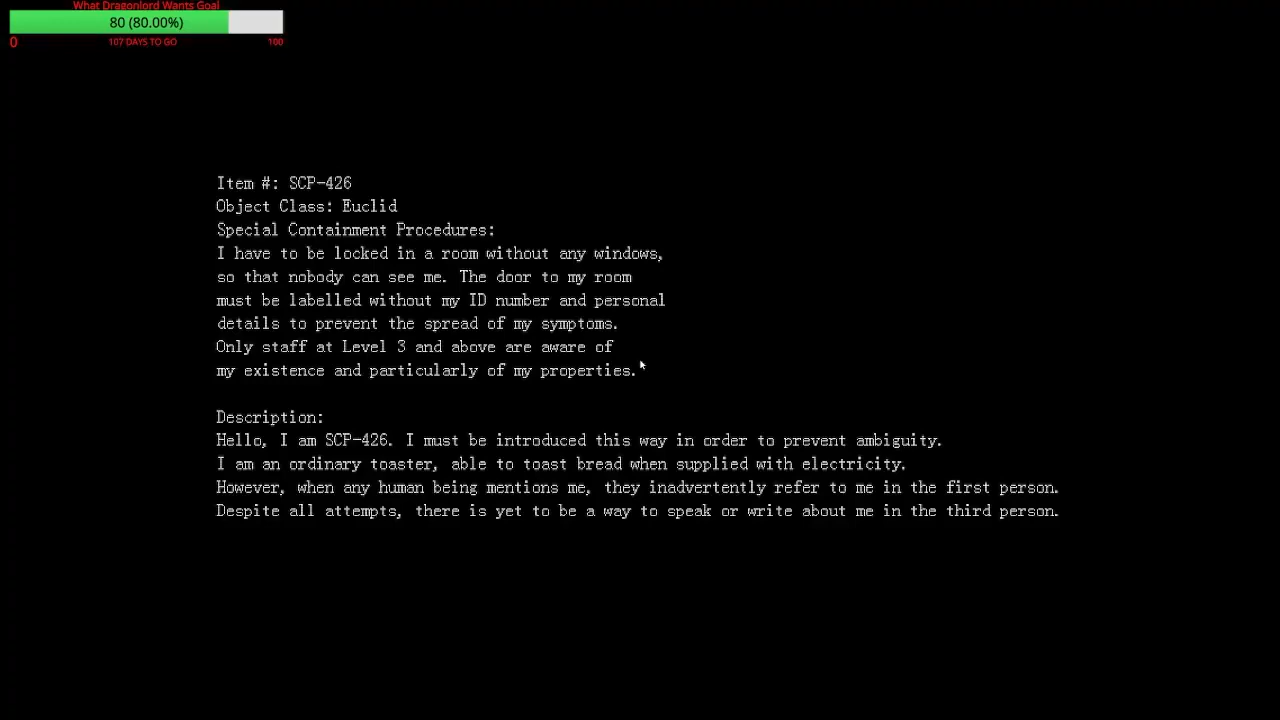 What Dragonlord Wants Goal
80 (80.00%)
0 107 DAYS TO GO 100
Item #: SCP-426
Object Class: Euclid
Special Containment Procedures:
I have to be locked in a room without any windows,
so that nobody can see me. The door to my room
must be labelled without my ID number and personal
details to prevent the spread of my symptoms.
Only staff at Level 3 and above are aware of
my existence and particularly of my properties.
Description:
Hello, I am SCP-426. I must be introduced this way in order to prevent ambiguity.
I am an ordinary toaster, able to toast bread when supplied with electricity.
However, when any human being mentions me, they inadvertently refer to me in the first person.
Despite all attempts, there is yet to be a way to speak or write about me in the third person.